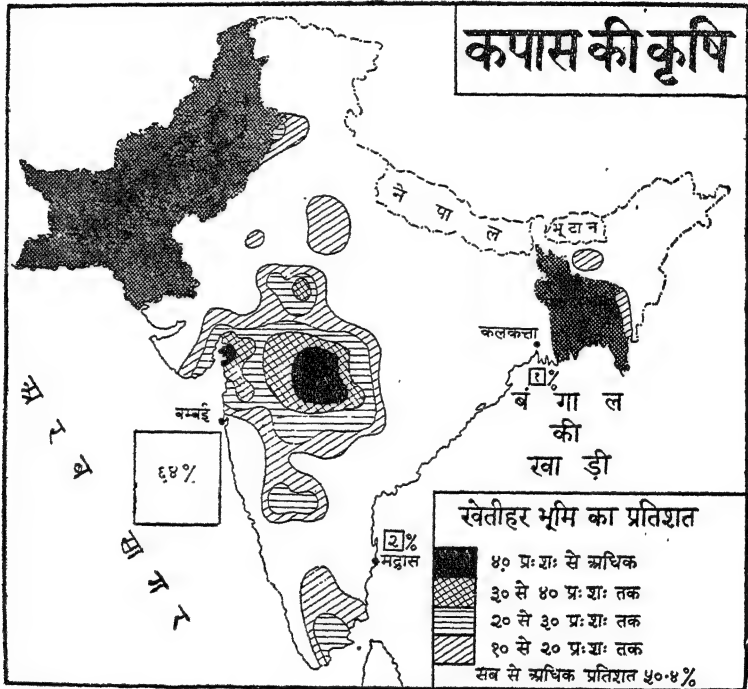 कपास की कृषि
नेपाल
भूटान
कलकत्ता
१%
बंगाल
की
खाड़ी
बम्बई
६४%
अरब सागर
२%
मद्रास
खेतीहर भूमि का प्रतिशत
४० प्रः शः से अधिक
३० से ४० प्रः शः तक
२० से ३० प्रः शः तक
१० से २० प्रः शः तक
सब से अधिक प्रतिशत ५०·४%